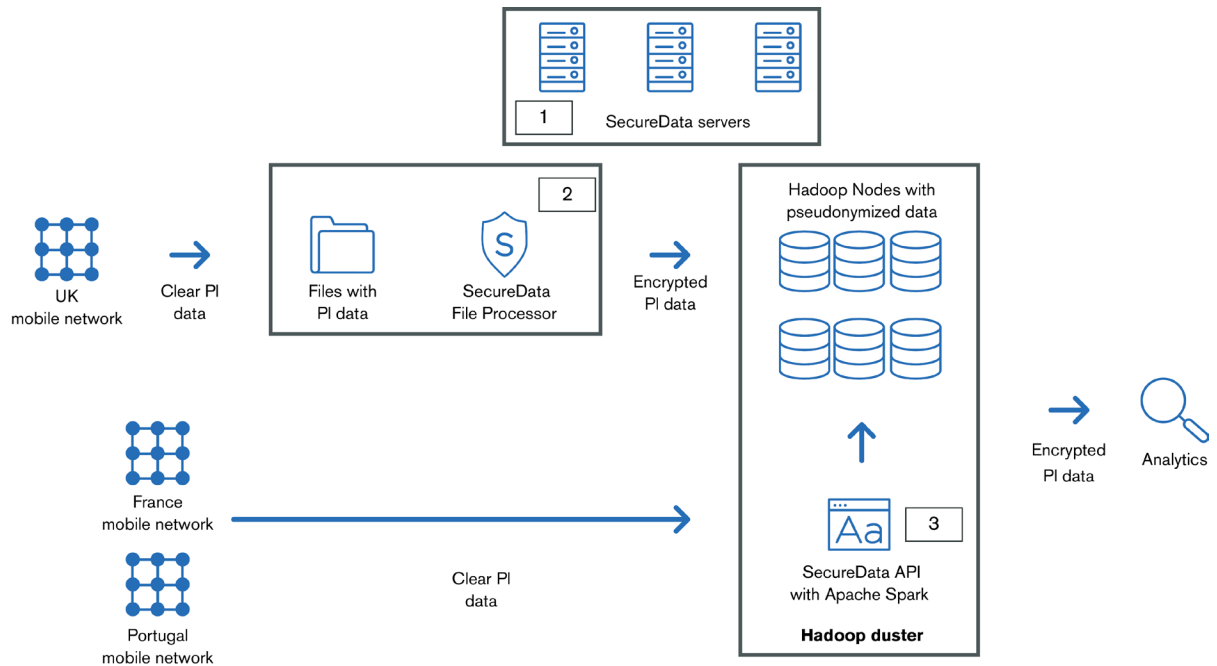 1
SecureData servers
2
Files with
PI data
S
SecureData
File Processor
UK
mobile network
Clear PI
data
Encrypted
PI data
Hadoop Nodes with
pseudonymized data
France
mobile network
Portugal
mobile network
Clear PI
data
Aa
3
SecureData API
with Apache Spark
Hadoop duster
Encrypted
PI data
Analytics